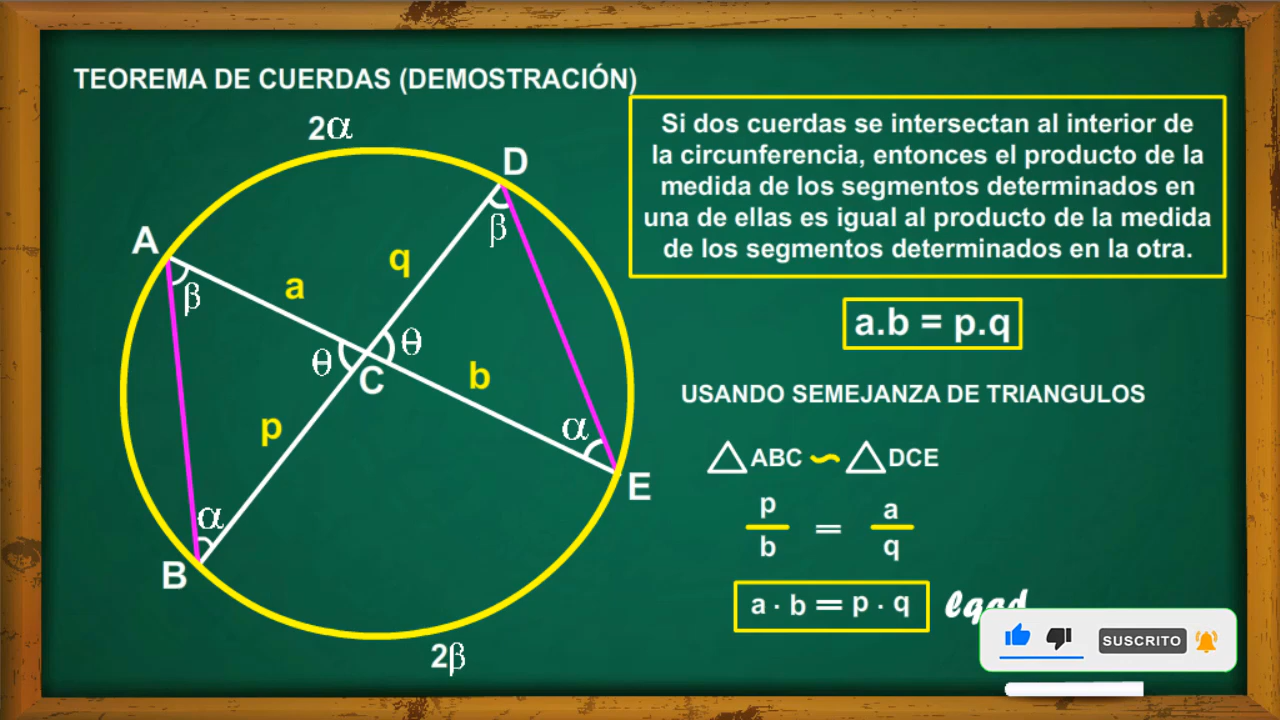 TEOREMA DE CUERDAS (DEMOSTRACIÓN)
2α
D
A
q
β
a
β
θ
θ
C
b
p
α
α
E
B
2β
Si dos cuerdas se intersectan al interior de
la circunferencia, entonces el producto de la
medida de los segmentos determinados en
una de ellas es igual al producto de la medida
de los segmentos determinados en la otra.
a.b = p.q
USANDO SEMEJANZA DE TRIANGULOS
△ABC ∽ △DCE
p/b = a/q
a · b = p · q lqqd
SUSCRITO